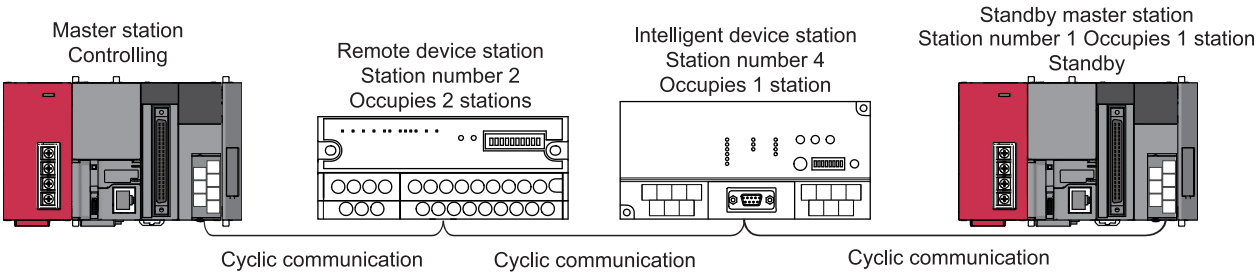 Master station
Controlling
Remote device station
Station number 2
Occupies 2 stations
Intelligent device station
Station number 4
Occupies 1 station
Standby master station
Station number 1 Occupies 1 station
Standby
Cyclic communication
Cyclic communication
Cyclic communication